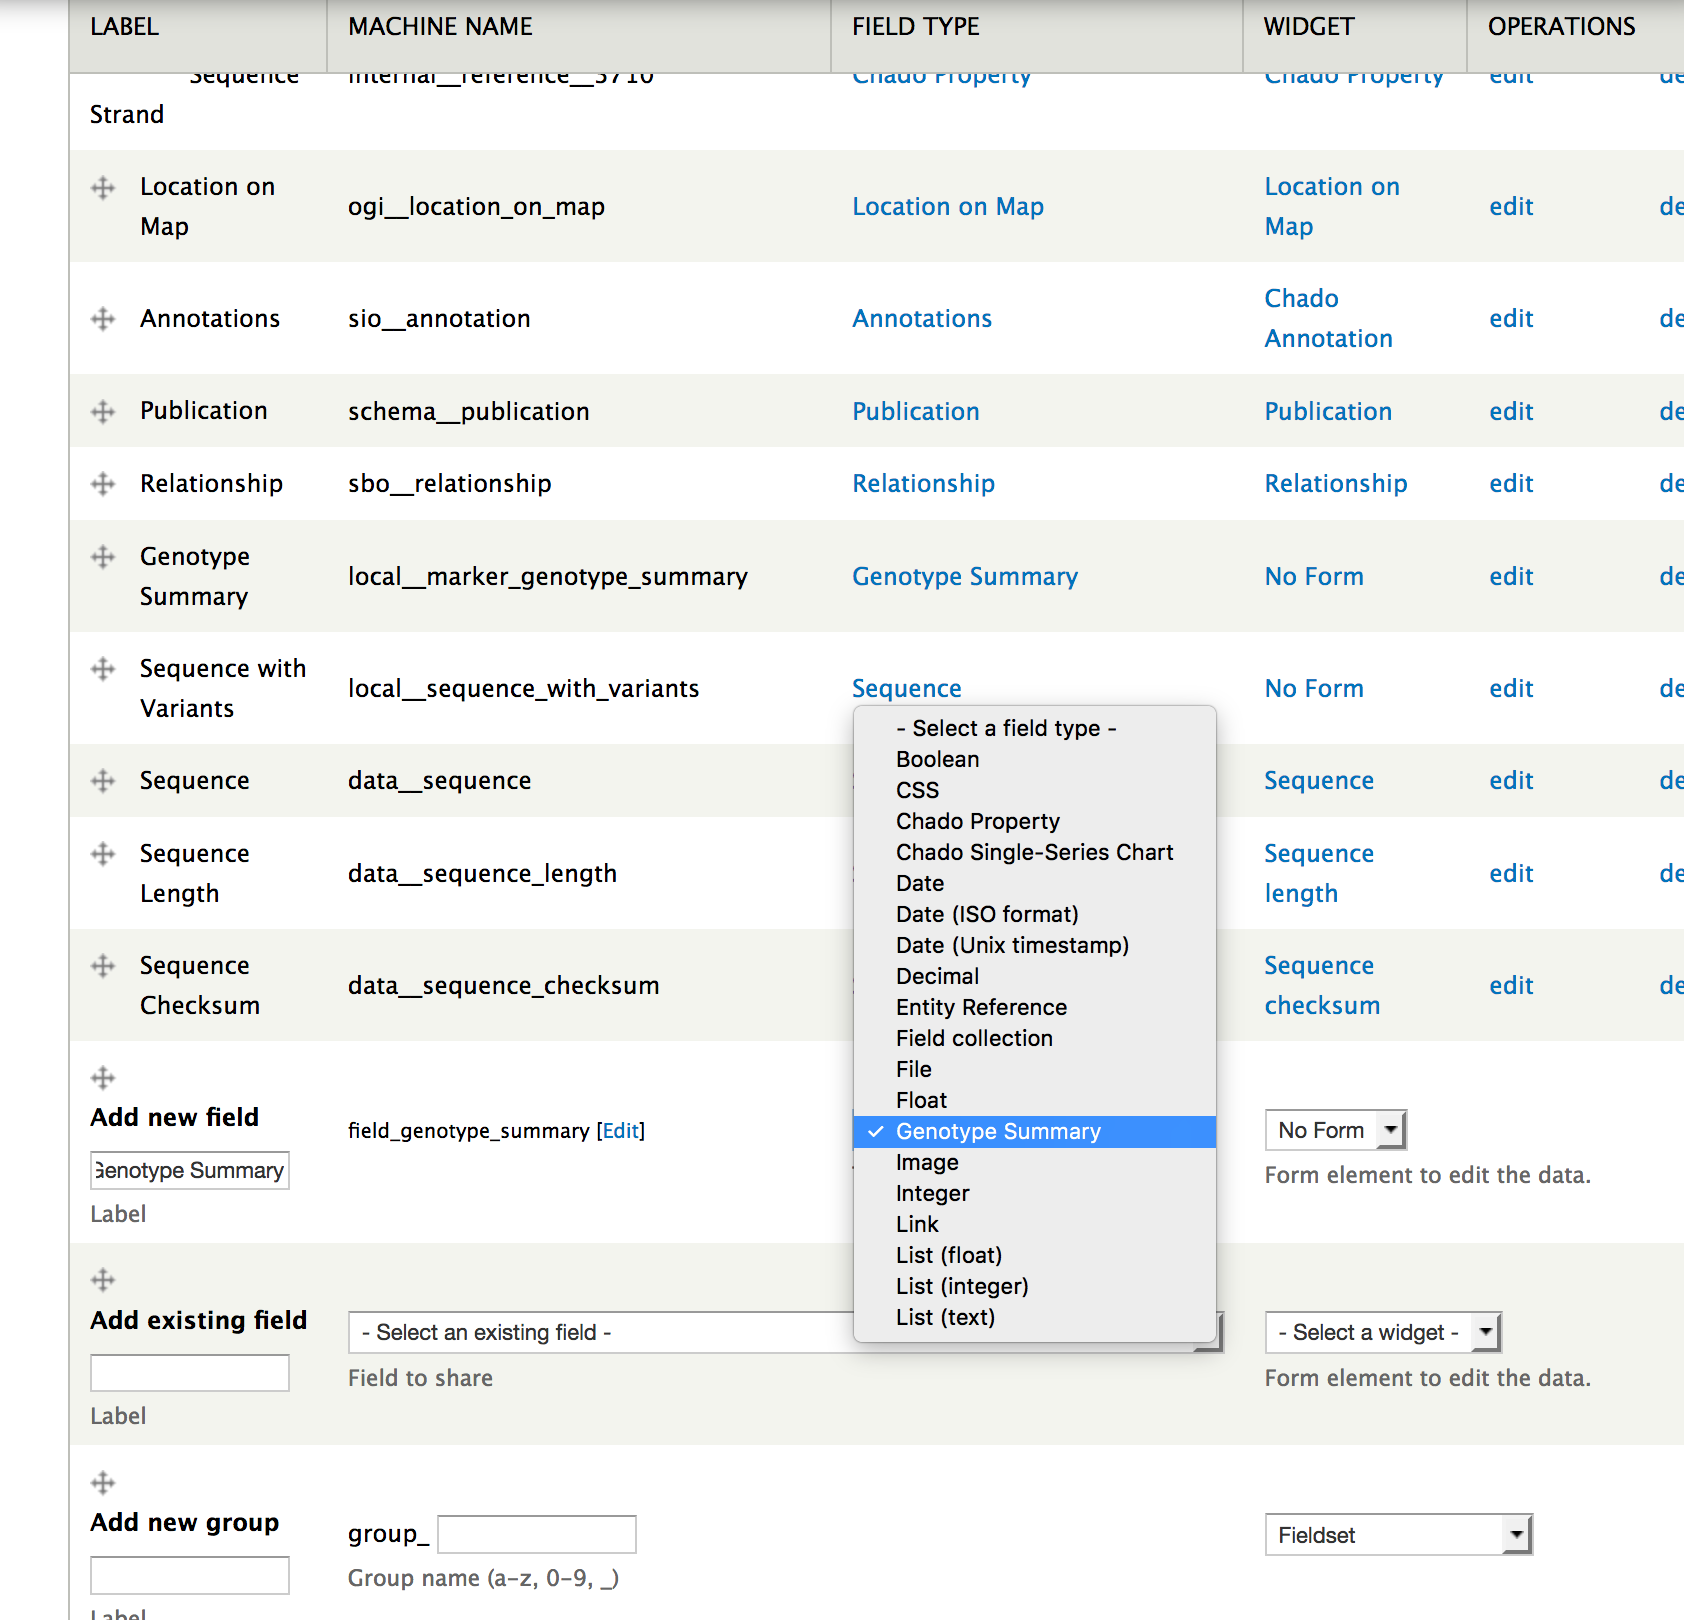 LABEL MACHINE NAME FIELD TYPE WIDGET OPERATIONS
Sequence internal__reference__5710 Chado Property Chado Property edit de
Strand
Location on Map ogi__location_on_map Location on Map Location on Map edit de
Annotations sio__annotation Annotations Chado Annotation edit de
Publication schema__publication Publication Publication edit de
Relationship sbo__relationship Relationship Relationship edit de
Genotype Summary local__marker_genotype_summary Genotype Summary No Form edit de
Sequence with Variants local__sequence_with_variants Sequence No Form edit de
Sequence data__sequence Sequence edit de
Sequence Length data__sequence_length Sequence length edit de
Sequence Checksum data__sequence_checksum Sequence checksum edit de
- Select a field type -
Boolean
CSS
Chado Property
Chado Single-Series Chart
Date
Date (ISO format)
Date (Unix timestamp)
Decimal
Entity Reference
Field collection
File
Float
✓ Genotype Summary
Image
Integer
Link
List (float)
List (integer)
List (text)
Add new field
field_genotype_summary [Edit] No Form
Genotype Summary Form element to edit the data.
Label
Add existing field
- Select an existing field - - Select a widget -
Field to share Form element to edit the data.
Label
Add new group
group_ Fieldset
Group name (a-z, 0-9, _)
Label